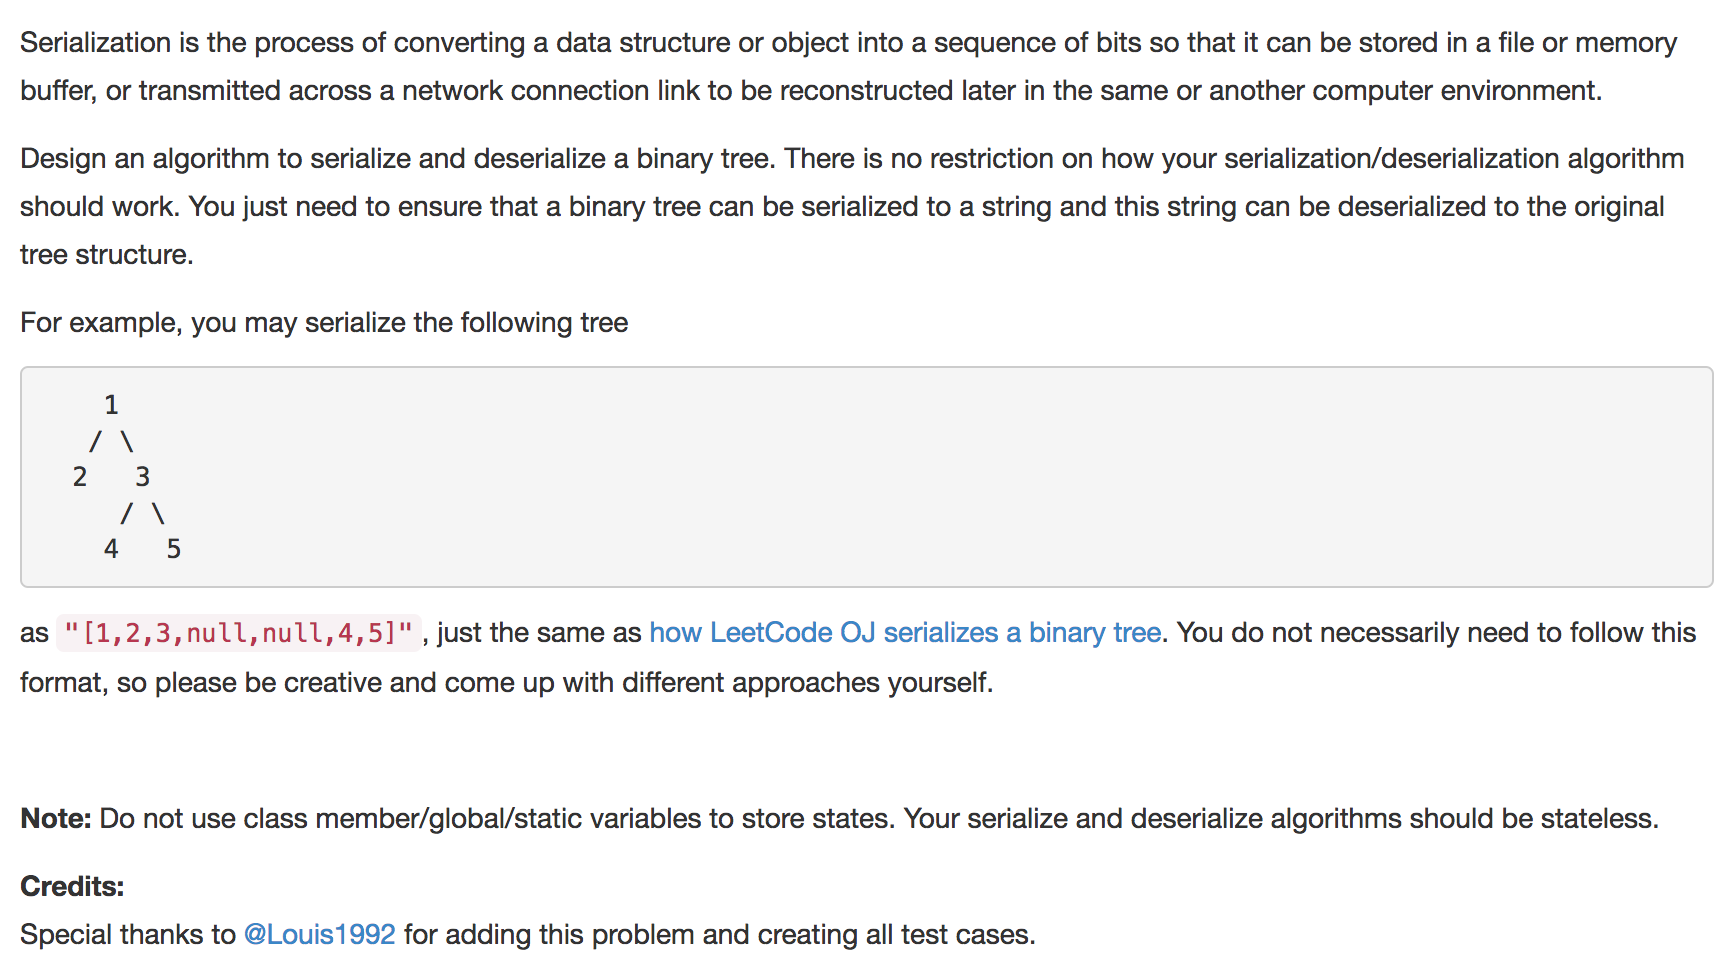 Serialization is the process of converting a data structure or object into a sequence of bits so that it can be stored in a file or memory
buffer, or transmitted across a network connection link to be reconstructed later in the same or another computer environment.
Design an algorithm to serialize and deserialize a binary tree. There is no restriction on how your serialization/deserialization algorithm
should work. You just need to ensure that a binary tree can be serialized to a string and this string can be deserialized to the original
tree structure.
For example, you may serialize the following tree
    1
   / \
  2   3
     / \
    4   5
as "[1,2,3,null,null,4,5]", just the same as how LeetCode OJ serializes a binary tree. You do not necessarily need to follow this
format, so please be creative and come up with different approaches yourself.
Note: Do not use class member/global/static variables to store states. Your serialize and deserialize algorithms should be stateless.
Credits:
Special thanks to @Louis1992 for adding this problem and creating all test cases.